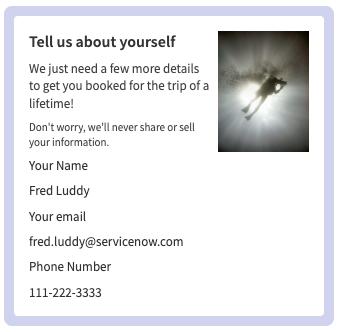 Tell us about yourself
We just need a few more details
to get you booked for the trip of a
lifetime!
Don't worry, we'll never share or sell
your information.
Your Name
Fred Luddy
Your email
fred.luddy@servicenow.com
Phone Number
111-222-3333